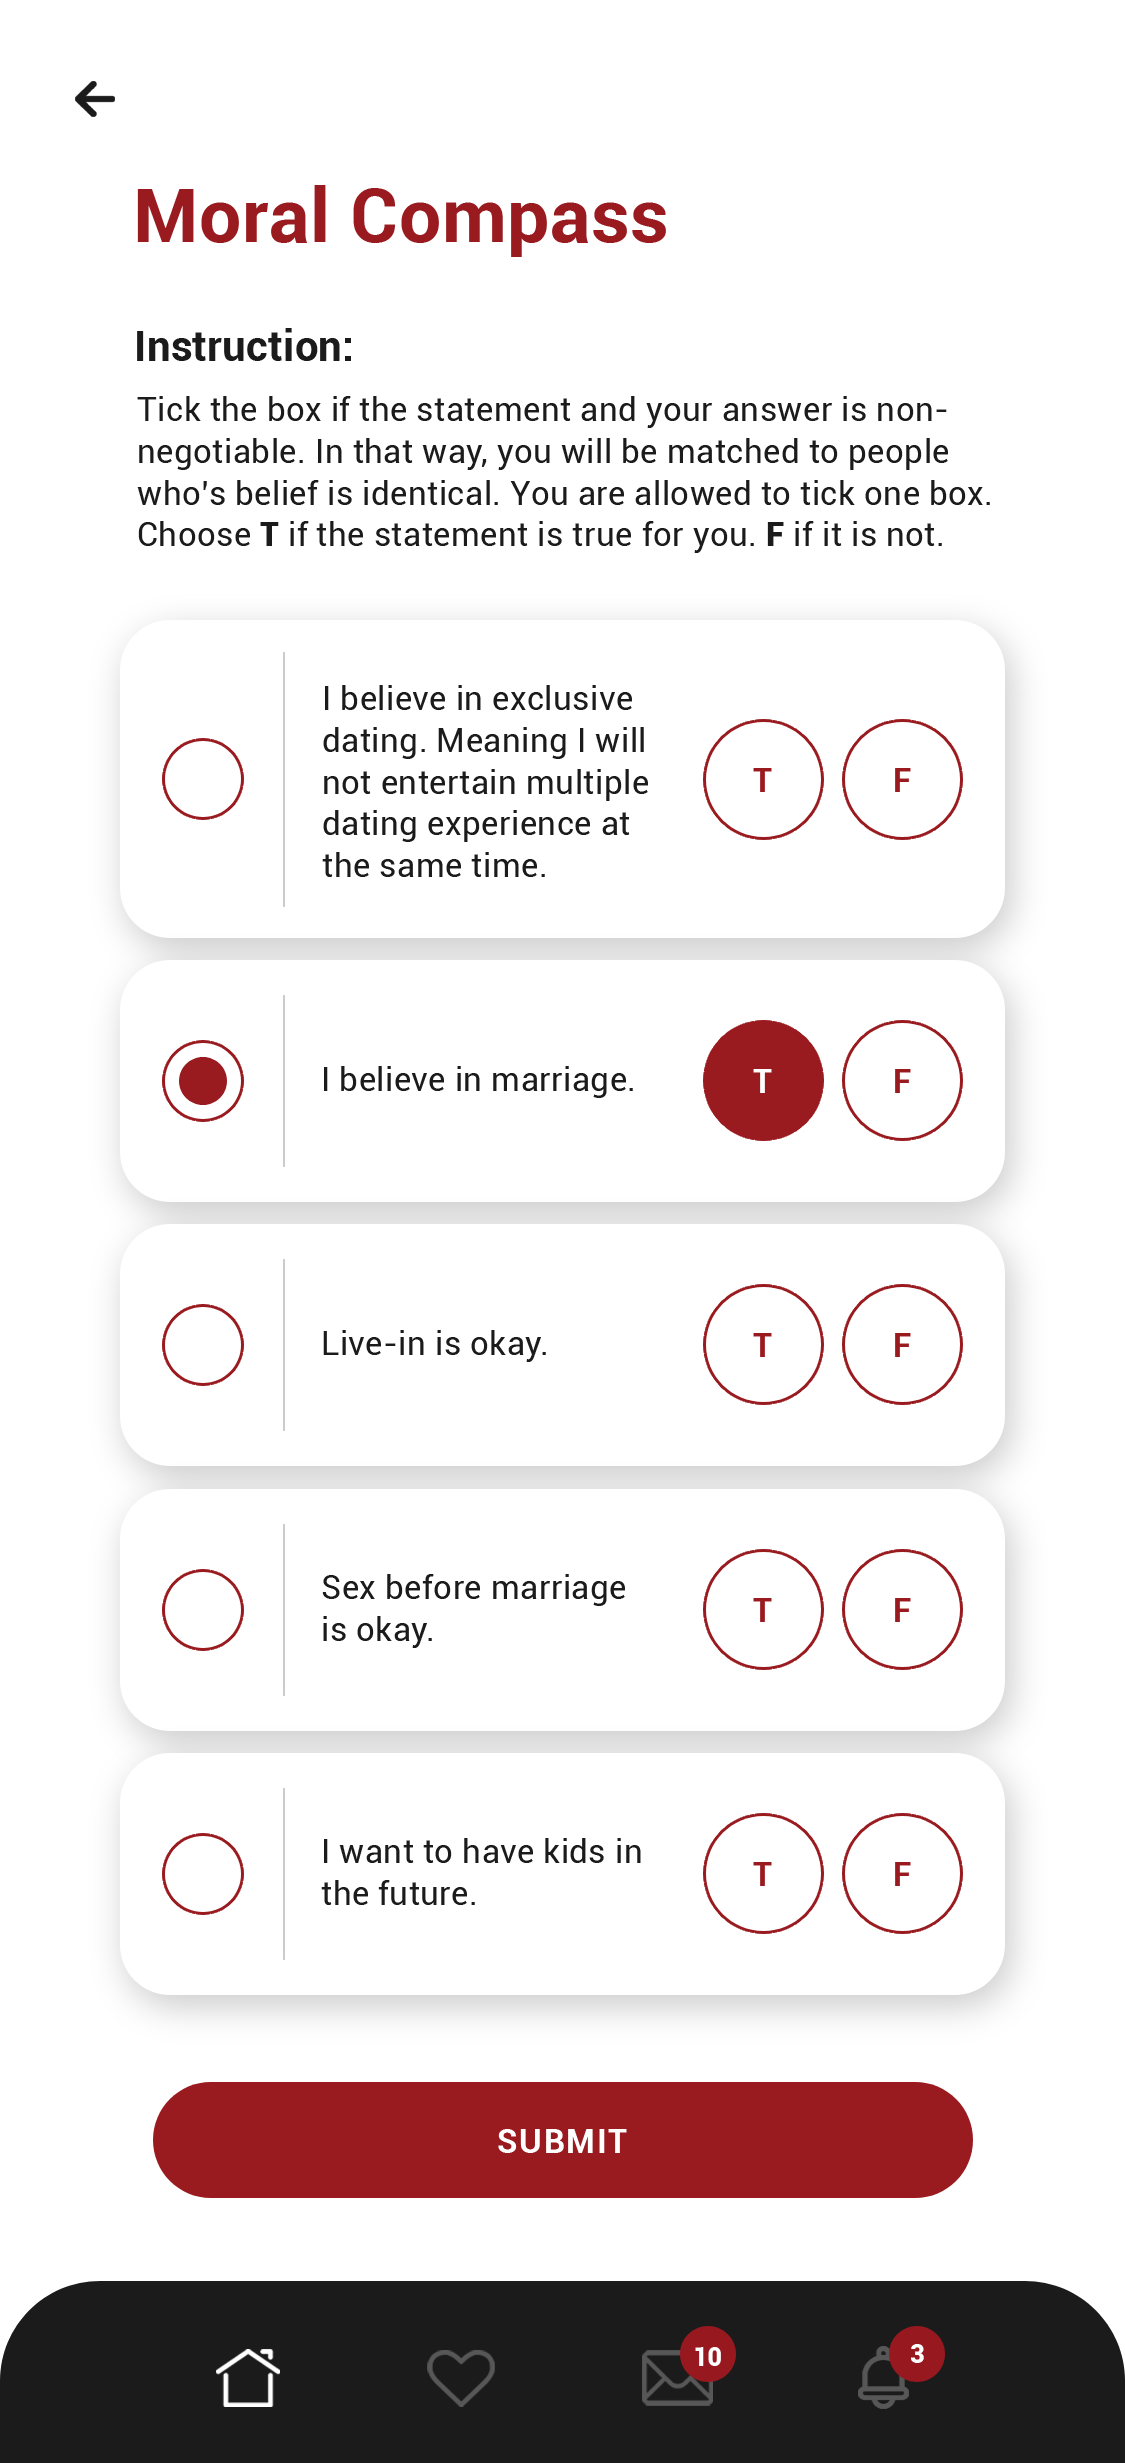 Moral Compass
Instruction:
Tick the box if the statement and your answer is non-
negotiable. In that way, you will be matched to people
who's belief is identical. You are allowed to tick one box.
Choose T if the statement is true for you. F if it is not.
I believe in exclusive
dating. Meaning I will
not entertain multiple
dating experience at
the same time.
T F
I believe in marriage.
T F
Live-in is okay.
T F
Sex before marriage
is okay.
T F
I want to have kids in
the future.
T F
SUBMIT
10 3